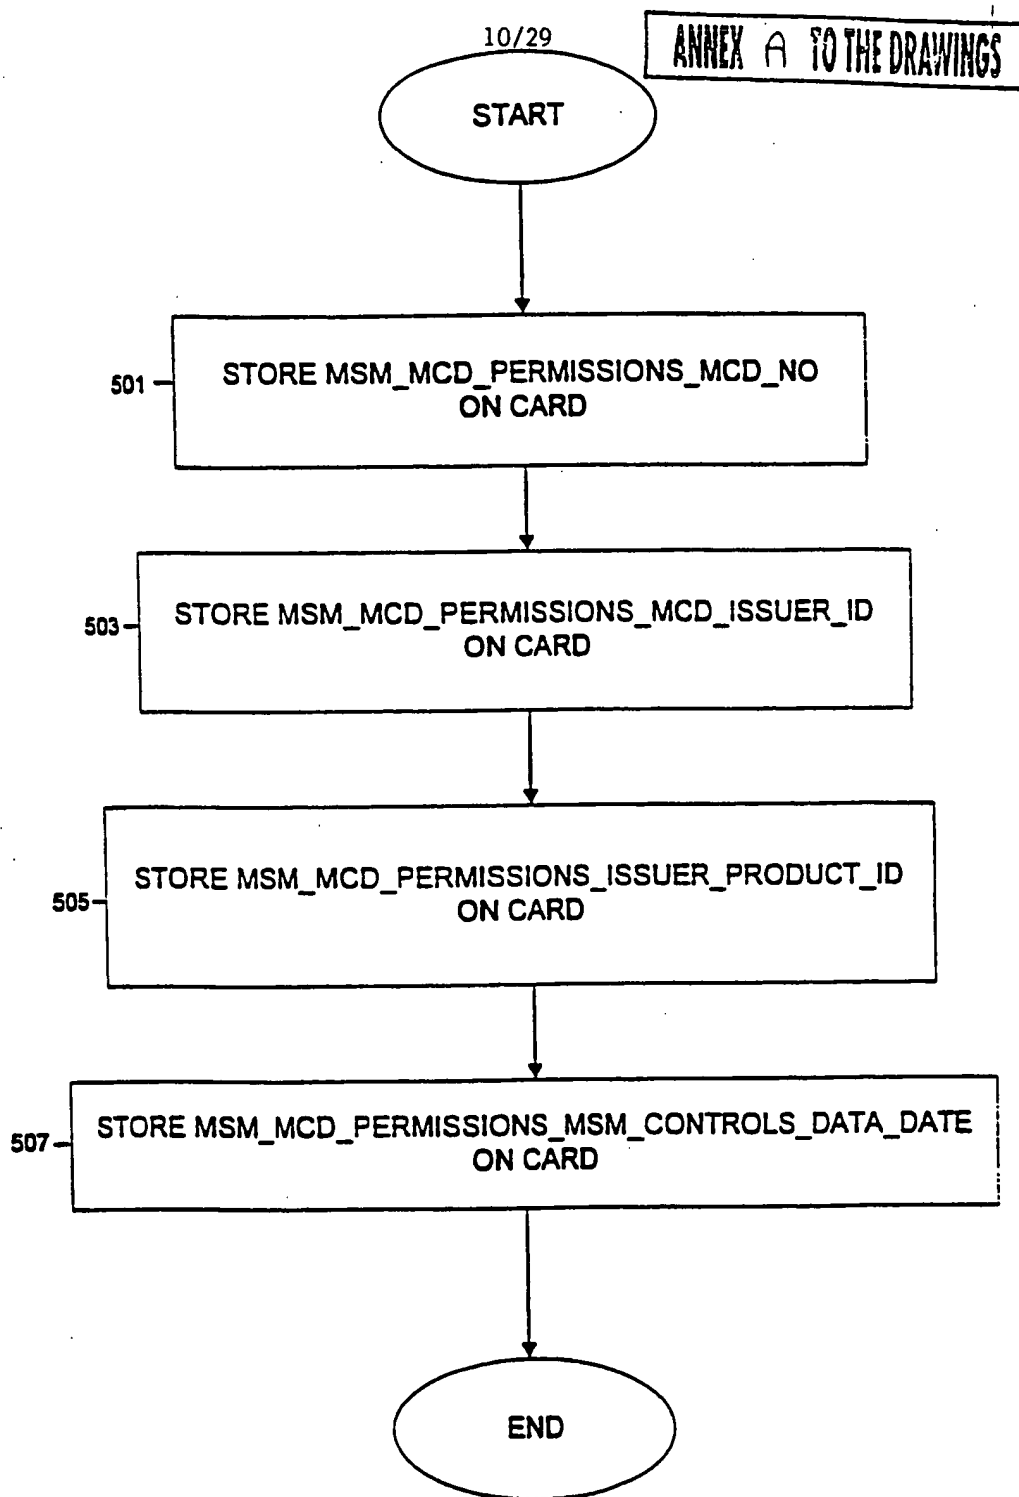 10/29
ANNEX A TO THE DRAWINGS
START
501
STORE MSM_MCD_PERMISSIONS_MCD_NO
ON CARD
503
STORE MSM_MCD_PERMISSIONS_MCD_ISSUER_ID
ON CARD
505
STORE MSM_MCD_PERMISSIONS_ISSUER_PRODUCT_ID
ON CARD
507
STORE MSM_MCD_PERMISSIONS_MSM_CONTROLS_DATA_DATE
ON CARD
END